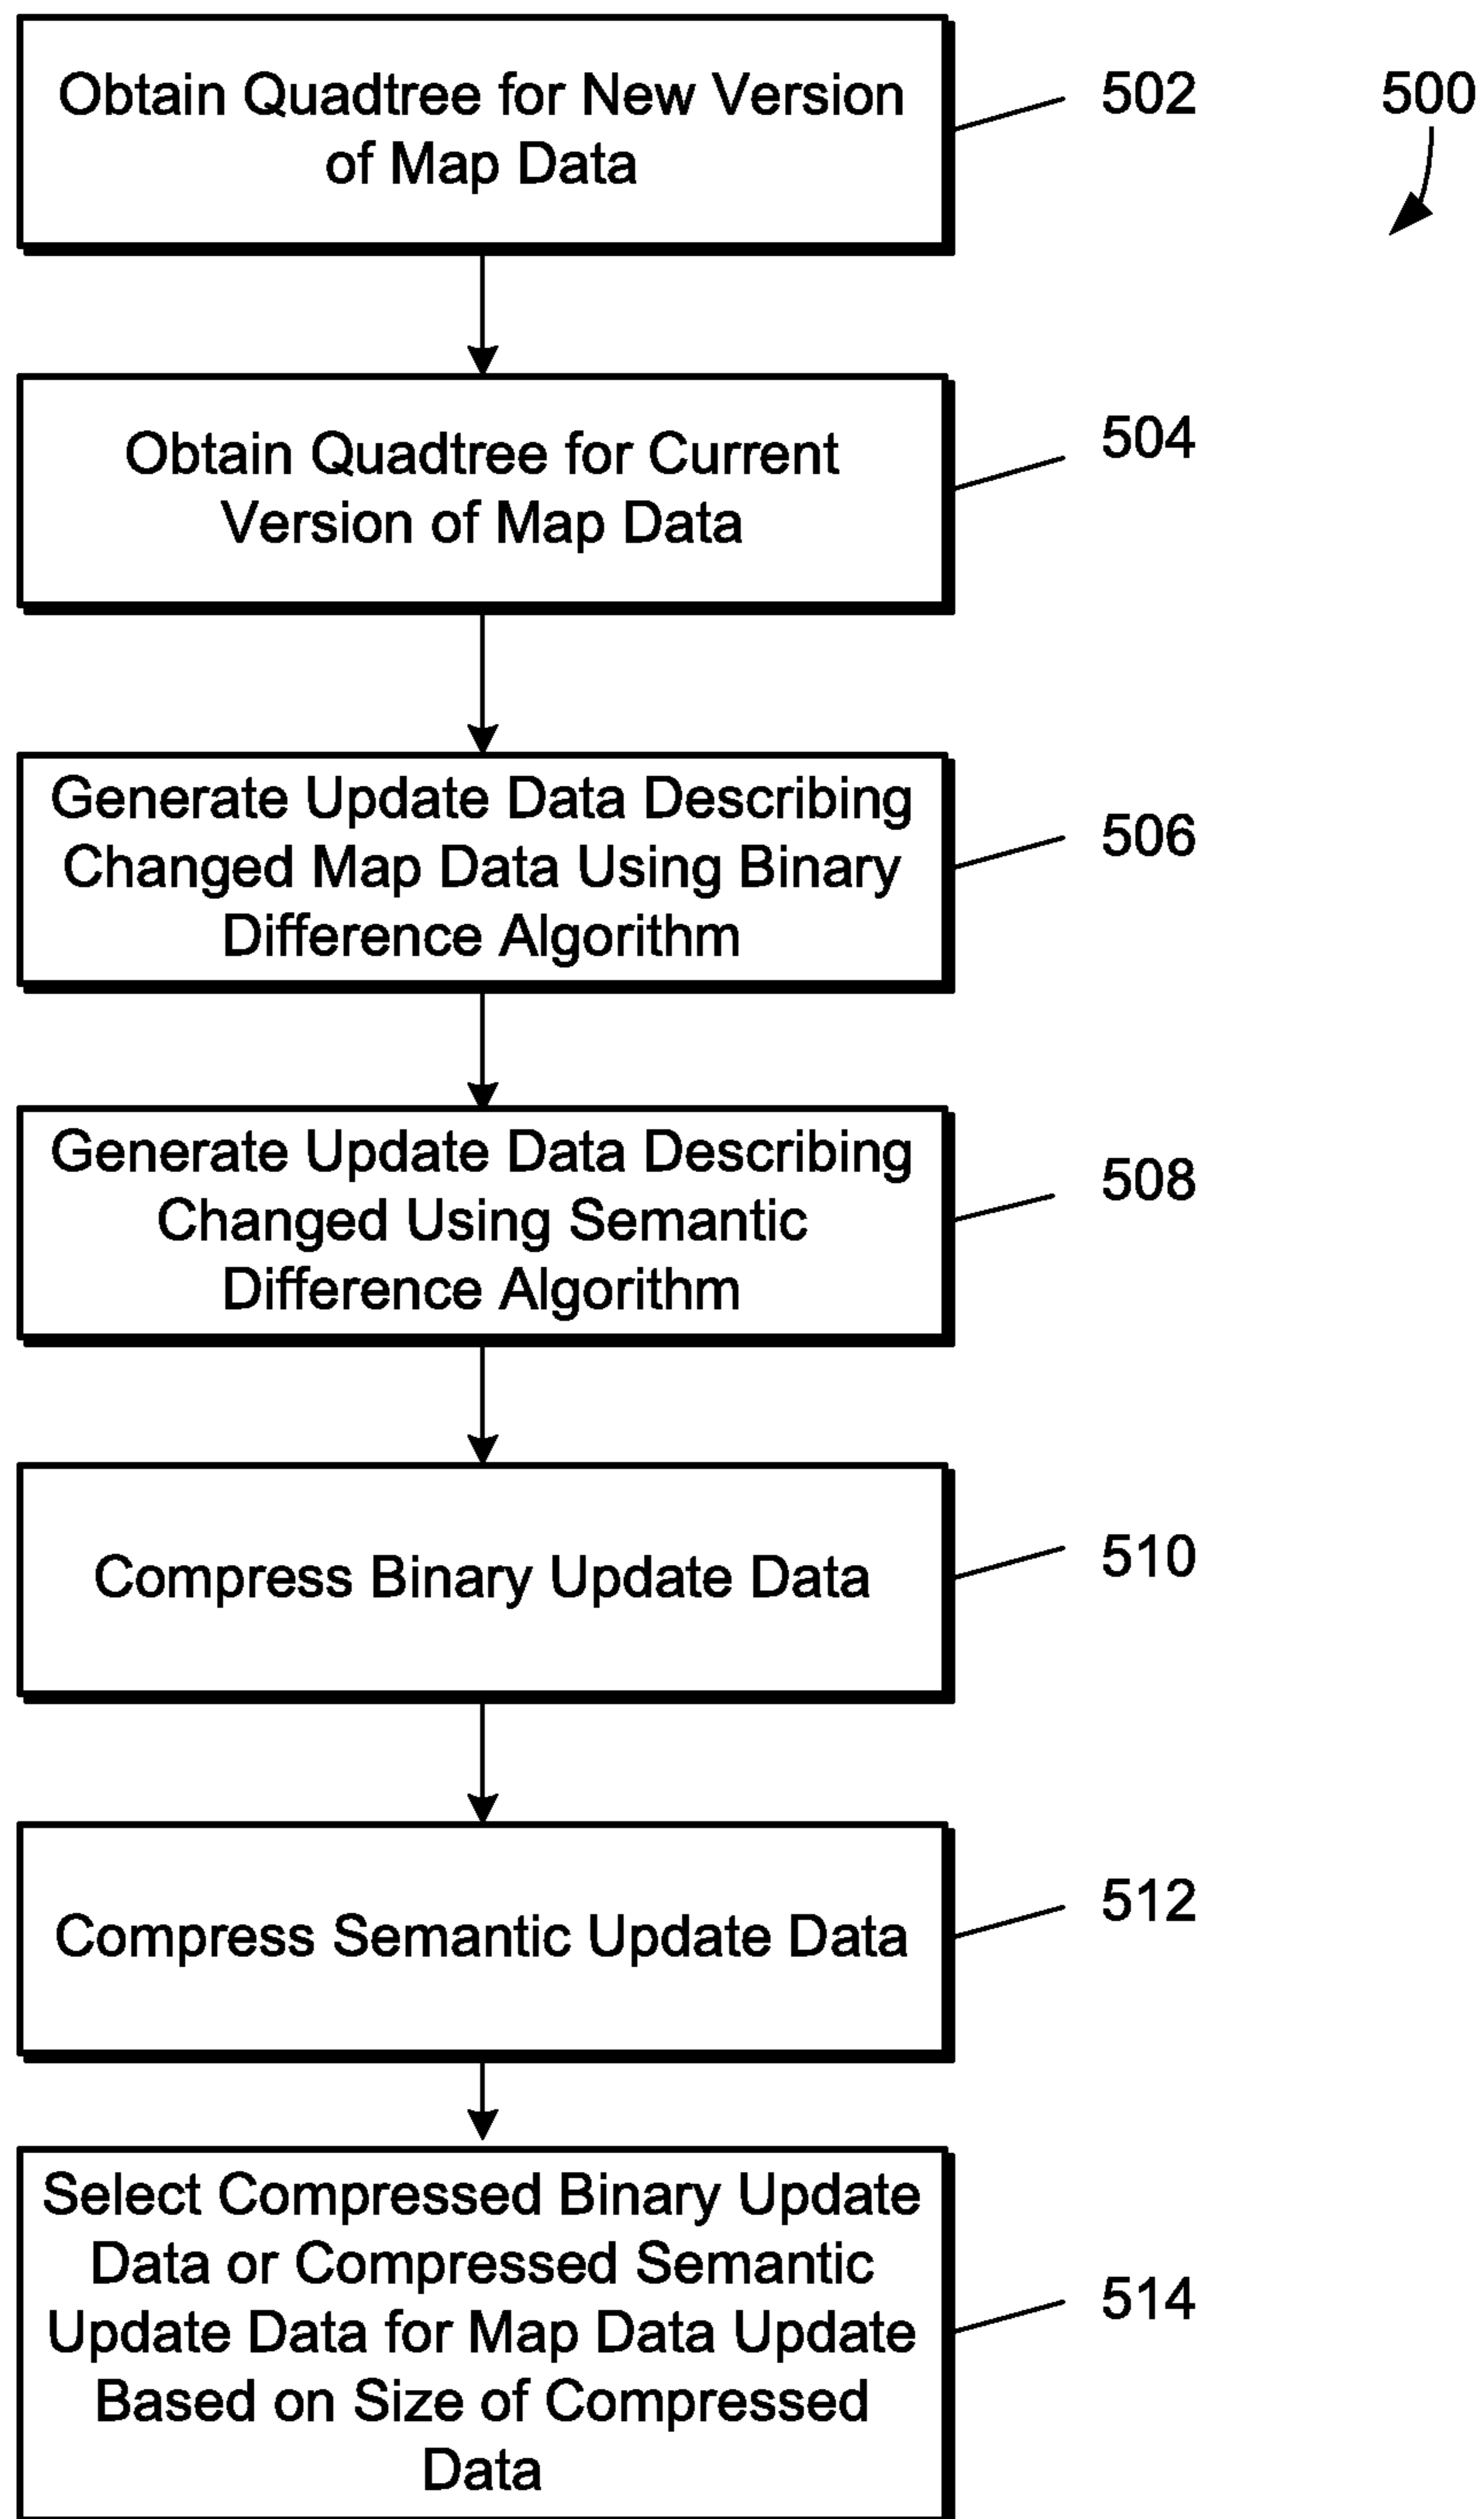 Obtain Quadtree for New Version
of Map Data
502
500
Obtain Quadtree for Current
Version of Map Data
504
Generate Update Data Describing
Changed Map Data Using Binary
Difference Algorithm
506
Generate Update Data Describing
Changed Using Semantic
Difference Algorithm
508
Compress Binary Update Data
510
Compress Semantic Update Data
512
Select Compressed Binary Update
Data or Compressed Semantic
Update Data for Map Data Update
Based on Size of Compressed
Data
514